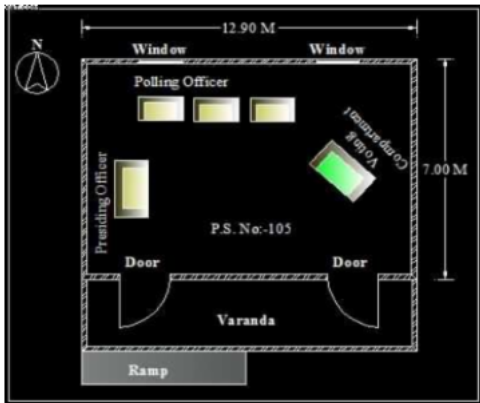 12.90 M
N
Window
Window
Polling Officer
Voting
Compartment
7.00 M
Presiding Officer
P.S. No:-105
Door
Door
Varanda
Ramp